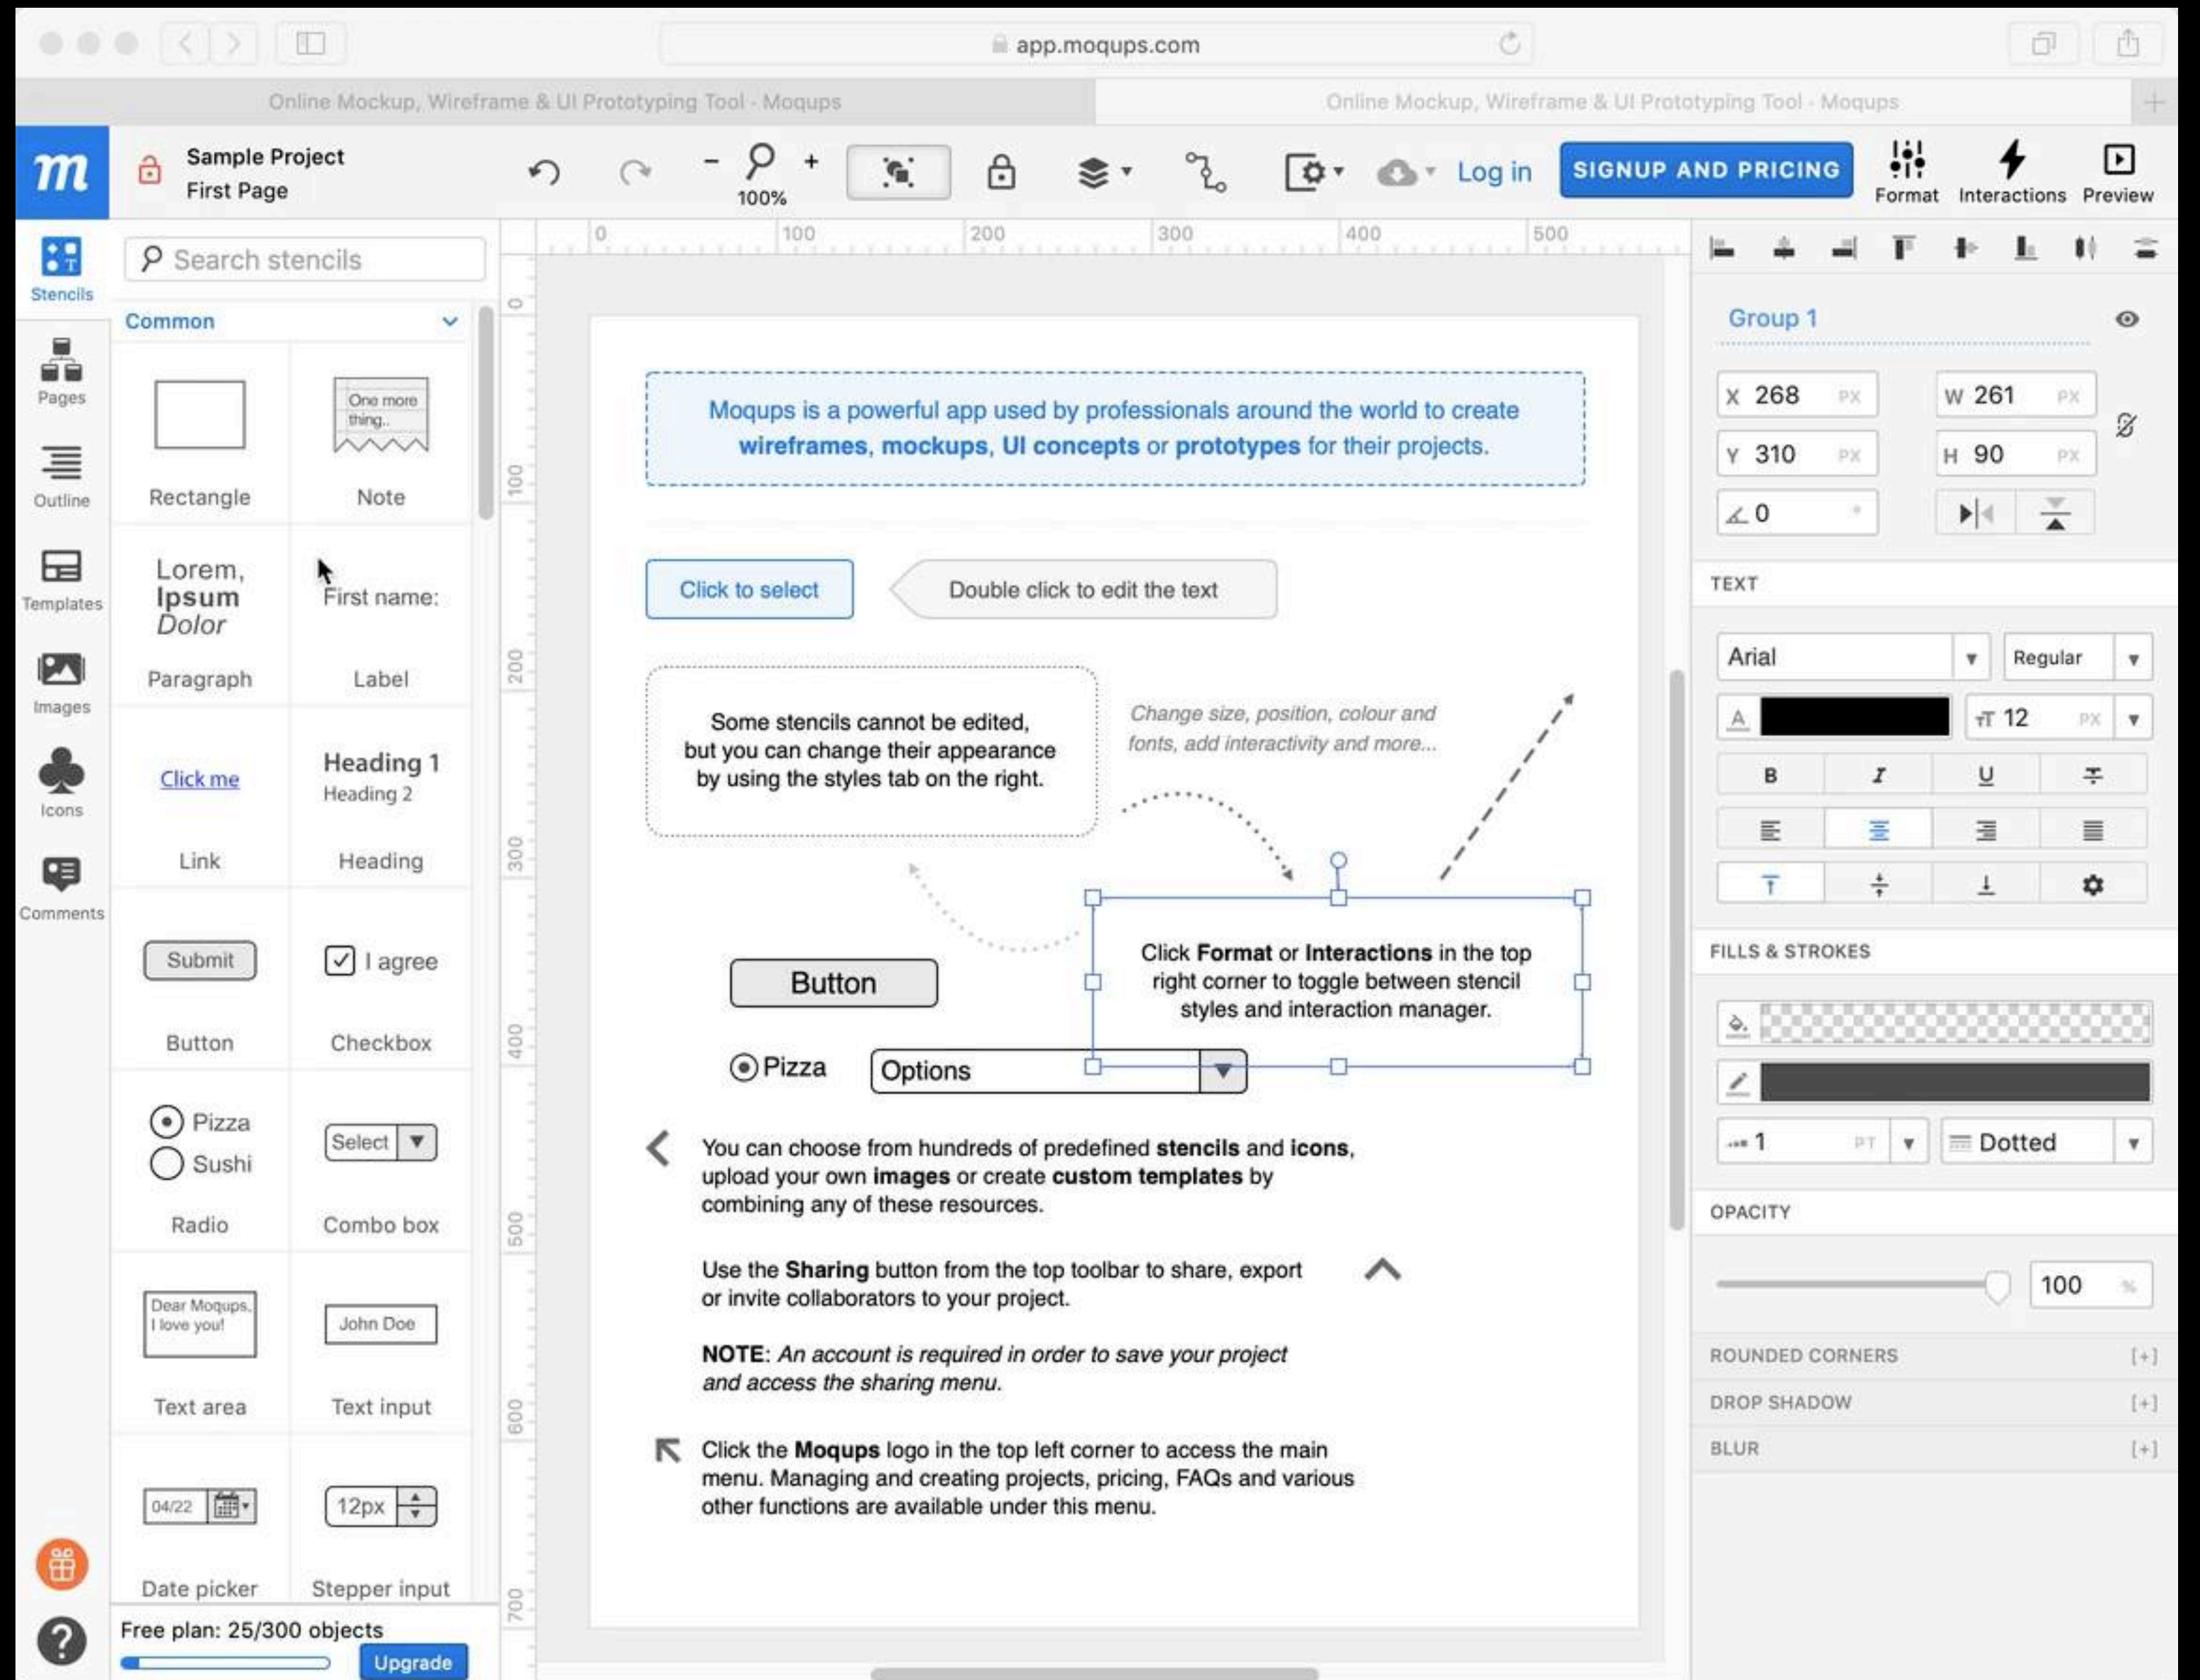 app.moqups.com
Online Mockup, Wireframe & UI Prototyping Tool - Moqups
Online Mockup, Wireframe & UI Prototyping Tool - Moqups
m
Sample Project
First Page
100%
Log in
SIGNUP AND PRICING
Format
Interactions
Preview
Stencils
Pages
Outline
Templates
Images
Icons
Comments
Search stencils
Common
Rectangle
One more
thing..
Note
Lorem,
Ipsum
Dolor
Paragraph
First name:
Label
Click me
Link
Heading 1
Heading 2
Heading
Submit
Button
I agree
Checkbox
Pizza
Sushi
Radio
Select
Combo box
Dear Moqups,
I love you!
Text area
John Doe
Text input
04/22
Date picker
12px
Stepper input
Free plan: 25/300 objects
Upgrade
0
100
200
300
400
500
0
100
200
300
400
500
600
700
Moqups is a powerful app used by professionals around the world to create
wireframes, mockups, UI concepts or prototypes for their projects.
Click to select
Double click to edit the text
Some stencils cannot be edited,
but you can change their appearance
by using the styles tab on the right.
Change size, position, colour and
fonts, add interactivity and more...
Click Format or Interactions in the top
right corner to toggle between stencil
styles and interaction manager.
Button
Pizza
Options
You can choose from hundreds of predefined stencils and icons,
upload your own images or create custom templates by
combining any of these resources.
Use the Sharing button from the top toolbar to share, export
or invite collaborators to your project.
NOTE: An account is required in order to save your project
and access the sharing menu.
Click the Moqups logo in the top left corner to access the main
menu. Managing and creating projects, pricing, FAQs and various
other functions are available under this menu.
Group 1
X 268 PX
W 261 PX
Y 310 PX
H 90 PX
0 °
TEXT
Arial
Regular
A
TT 12 PX
B I U T
FILLS & STROKES
1 PT
Dotted
OPACITY
100 %
ROUNDED CORNERS [+]
DROP SHADOW [+]
BLUR [+]